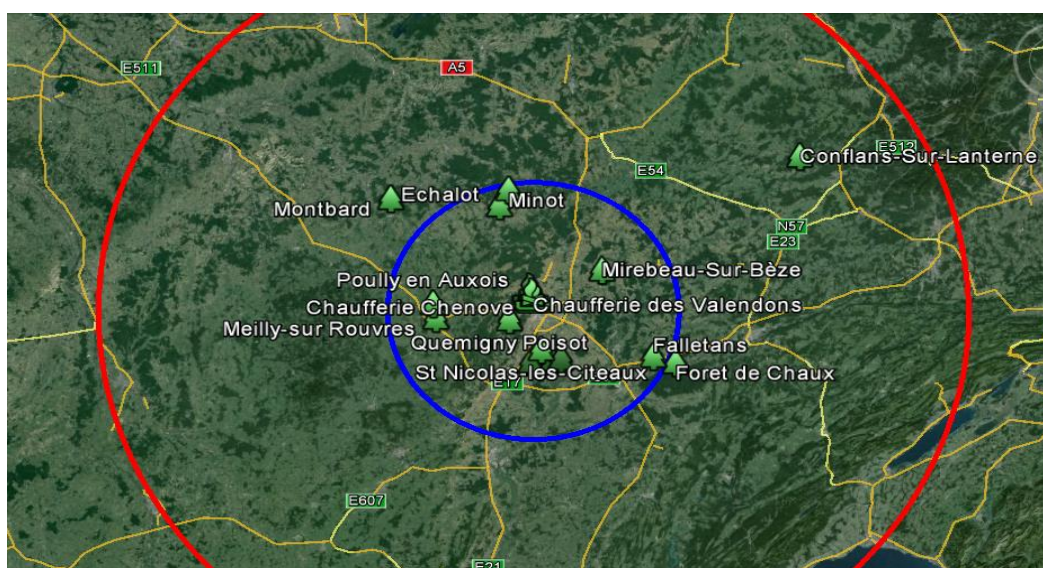 E511
A5
E512
Conflans-Sur-Lanterne
E54
Echalot
Minot
Montbard
N57
E23
Mirebeau-Sur-Bèze
Poully en Auxois
Chaufferie Chenove
Chaufferie des Valendons
Meilly-sur Rouvres
Quemigny Poisot
Falletans
St Nicolas-les-Citeaux
Foret de Chaux
E17
E607
E21